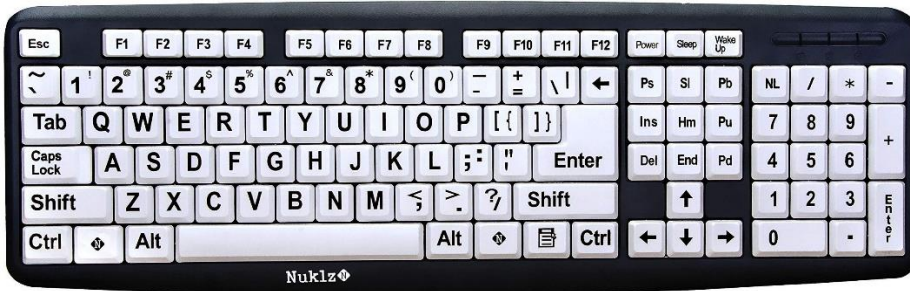 Esc F1 F2 F3 F4 F5 F6 F7 F8 F9 F10 F11 F12 Power Sleep Wake Up
~ ` 1 ! 2 @ 3 # 4 $ 5 % 6 ^ 7 & 8 * 9 ( 0 ) _ - + = \ | ← Ps Sl Pb NL / * -
Tab Q W E R T Y U I O P [ { ] } Ins Hm Pu 7 8 9 +
Caps Lock A S D F G H J K L ; : ' " Enter Del End Pd 4 5 6
Shift Z X C V B N M < , > . ? / Shift ↑ 1 2 3 Enter
Ctrl Alt Alt Ctrl ← ↓ → 0 .
Nuklz N